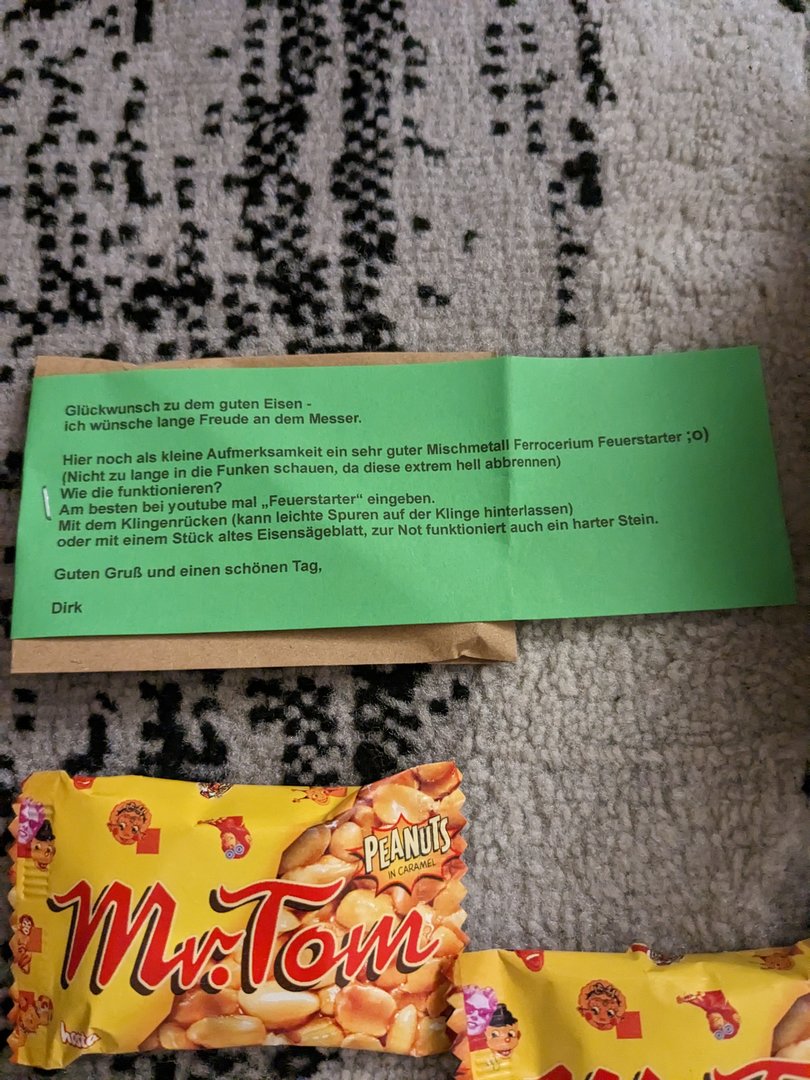 Glückwunsch zu dem guten Eisen -
ich wünsche lange Freude an dem Messer.
Hier noch als kleine Aufmerksamkeit ein sehr guter Mischmetall Ferrocerium Feuerstarter ;o)
(Nicht zu lange in die Funken schauen, da diese extrem hell abbrennen)
Wie die funktionieren?
Am besten bei youtube mal „Feuerstarter“ eingeben.
Mit dem Klingenrücken (kann leichte Spuren auf der Klinge hinterlassen)
oder mit einem Stück altes Eisensägeblatt, zur Not funktioniert auch ein harter Stein.
Guten Gruß und einen schönen Tag,
Dirk
PEANUTS
IN CARAMEL
Mr. Tom
hosta
Mr. Tom